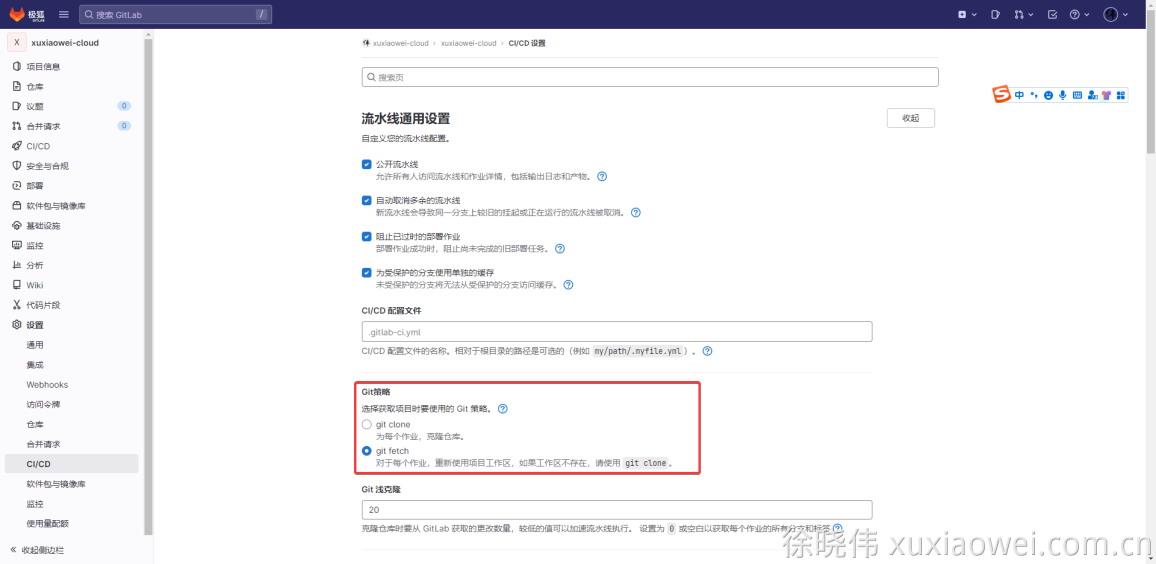 极狐
GITLAB
搜索 GitLab
/
X
xuxiaowei-cloud
项目信息
仓库
议题
0
合并请求
0
CI/CD
安全与合规
部署
软件包与镜像库
基础设施
监控
分析
Wiki
代码片段
设置
通用
集成
Webhooks
访问令牌
仓库
合并请求
CI/CD
软件包与镜像库
监控
使用量配额
收起侧边栏
xuxiaowei-cloud › xuxiaowei-cloud › CI/CD 设置
搜索页
中
流水线通用设置
收起
自定义您的流水线配置。
公开流水线
允许所有人访问流水线和作业详情，包括输出日志和产物。
自动取消多余的流水线
新流水线会导致同一分支上较旧的挂起或正在运行的流水线被取消。
阻止已过时的部署作业
部署作业成功时，阻止尚未完成的旧部署任务。
为受保护的分支使用单独的缓存
未受保护的分支将无法从受保护的分支访问缓存。
CI/CD 配置文件
.gitlab-ci.yml
CI/CD 配置文件的名称。相对于根目录的路径是可选的（例如 my/path/.myfile.yml ）。
Git策略
选择获取项目时要使用的 Git 策略。
git clone
为每个作业，克隆仓库。
git fetch
对于每个作业，重新使用项目工作区，如果工作区不存在，请使用 git clone 。
Git 浅克隆
20
克隆仓库时要从 GitLab 获取的更改数量，较低的值可以加速流水线执行。 设置为 0 或空白以获取每个作业的所有分支和标签
徐晓伟 xuxiaowei.com.cn